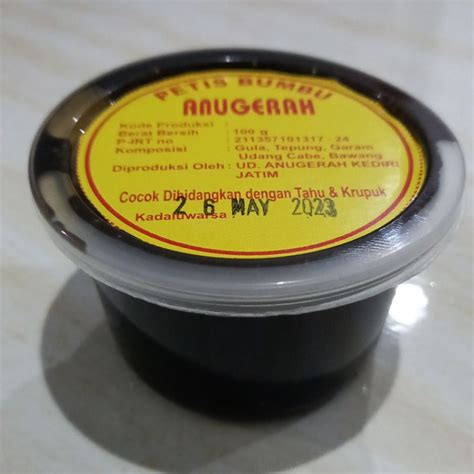 PETIS BUMBU
ANUGERAH
Kode Produksi :
Berat Bersih : 100 g
P-IRT no : 211357101317 - 24
Komposisi : Gula, Tepung, Garam
Udang Cabe, Bawang
Diproduksi Oleh : UD. ANUGERAH KEDIRI
JATIM
Cocok Dihidangkan dengan Tahu & Krupuk
Kadaluwarsa :
26 MAY 2023